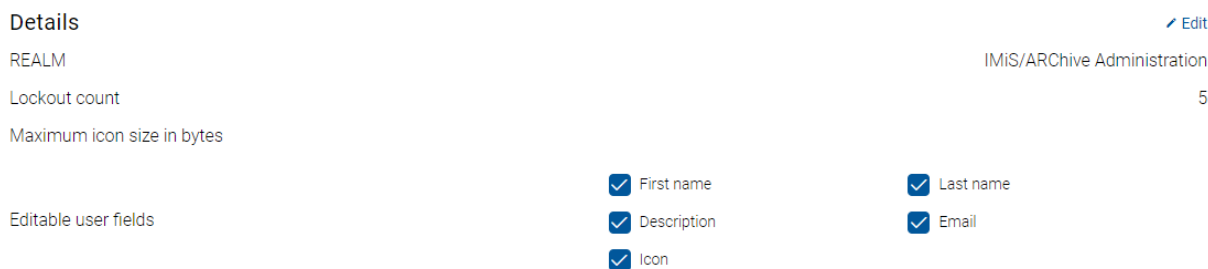 Details
Edit
REALM IMiS/ARChive Administration
Lockout count 5
Maximum icon size in bytes
First name Last name
Editable user fields Description Email
Icon